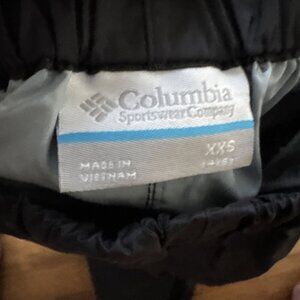 Columbia
Sportswear Company
XXS
MADE IN
VIETNAM